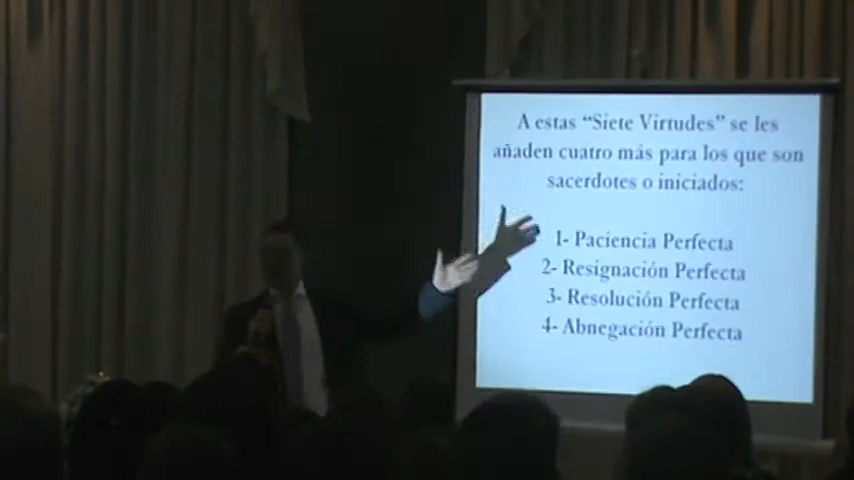 A estas “Siete Virtudes” se les
añaden cuatro más para los que son
sacerdotes o iniciados:
1- Paciencia Perfecta
2- Resignación Perfecta
3- Resolución Perfecta
4- Abnegación Perfecta